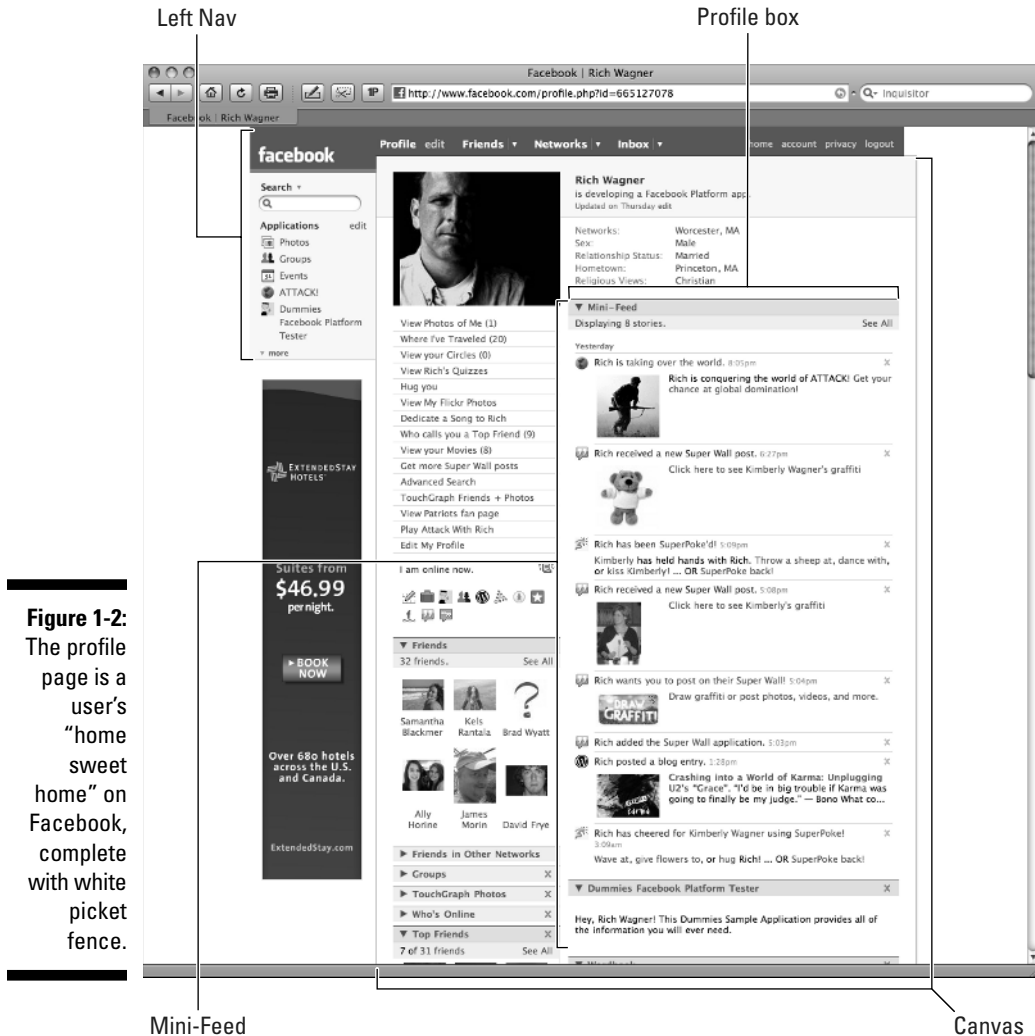 Left Nav
Profile box
Facebook | Rich Wagner
http://www.facebook.com/profile.php?id=665127078
Inquisitor
Facebook | Rich Wagner
facebook
Profile edit Friends Networks Inbox home account privacy logout
Search
Applications edit
Photos
Groups
Events
ATTACK!
Dummies
Facebook Platform
Tester
more
EXTENDEDSTAY
HOTELS
Suites from
$46.99
per night.
BOOK
NOW
Over 680 hotels
across the U.S.
and Canada.
ExtendedStay.com
View Photos of Me (1)
Where I've Traveled (20)
View your Circles (0)
View Rich's Quizzes
Hug you
View My Flickr Photos
Dedicate a Song to Rich
Who calls you a Top Friend (9)
View your Movies (8)
Get more Super Wall posts
Advanced Search
TouchGraph Friends + Photos
View Patriots fan page
Play Attack With Rich
Edit My Profile
I am online now.
Friends
32 friends. See All
Samantha Blackmer
Kels Rantala
Brad Wyatt
Ally Horine
James Morin
David Frye
Friends in Other Networks
Groups X
TouchGraph Photos X
Who's Online X
Top Friends X
7 of 31 friends See All
Rich Wagner
is developing a Facebook Platform app.
Updated on Thursday edit
Networks: Worcester, MA
Sex: Male
Relationship Status: Married
Hometown: Princeton, MA
Religious Views: Christian
Mini-Feed
Displaying 8 stories. See All
Yesterday
Rich is taking over the world. 8:05pm X
Rich is conquering the world of ATTACK! Get your
chance at global domination!
Rich received a new Super Wall post. 6:27pm X
Click here to see Kimberly Wagner's graffiti
Rich has been SuperPoke'd! 5:09pm X
Kimberly has held hands with Rich. Throw a sheep at, dance with,
or kiss Kimberly! ... OR SuperPoke back!
Rich received a new Super Wall post. 5:08pm X
Click here to see Kimberly's graffiti
Rich wants you to post on their Super Wall! 5:04pm X
DRAW
GRAFFITI
Draw graffiti or post photos, videos, and more.
Rich added the Super Wall application. 5:03pm X
Rich posted a blog entry. 1:28pm X
Crashing into a World of Karma: Unplugging
U2's "Grace". "I'd be in big trouble if Karma was
going to finally be my judge." — Bono What co...
Rich has cheered for Kimberly Wagner using SuperPoke! X
3:09am
Wave at, give flowers to, or hug Rich! ... OR SuperPoke back!
Dummies Facebook Platform Tester X
Hey, Rich Wagner! This Dummies Sample Application provides all of
the information you will ever need.
Figure 1-2:
The profile
page is a
user's
"home
sweet
home" on
Facebook,
complete
with white
picket
fence.
Mini-Feed
Canvas